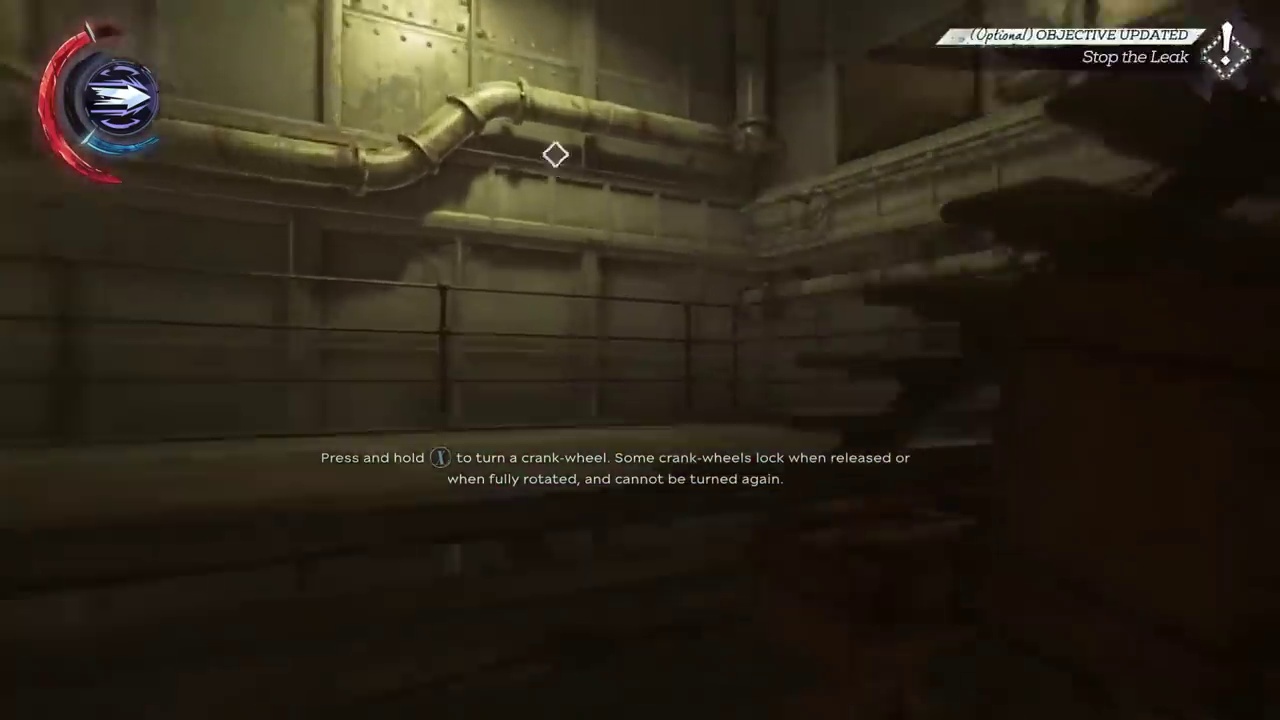 (Optional) OBJECTIVE UPDATED
Stop the Leak
Press and hold X to turn a crank-wheel. Some crank-wheels lock when released or
when fully rotated, and cannot be turned again.